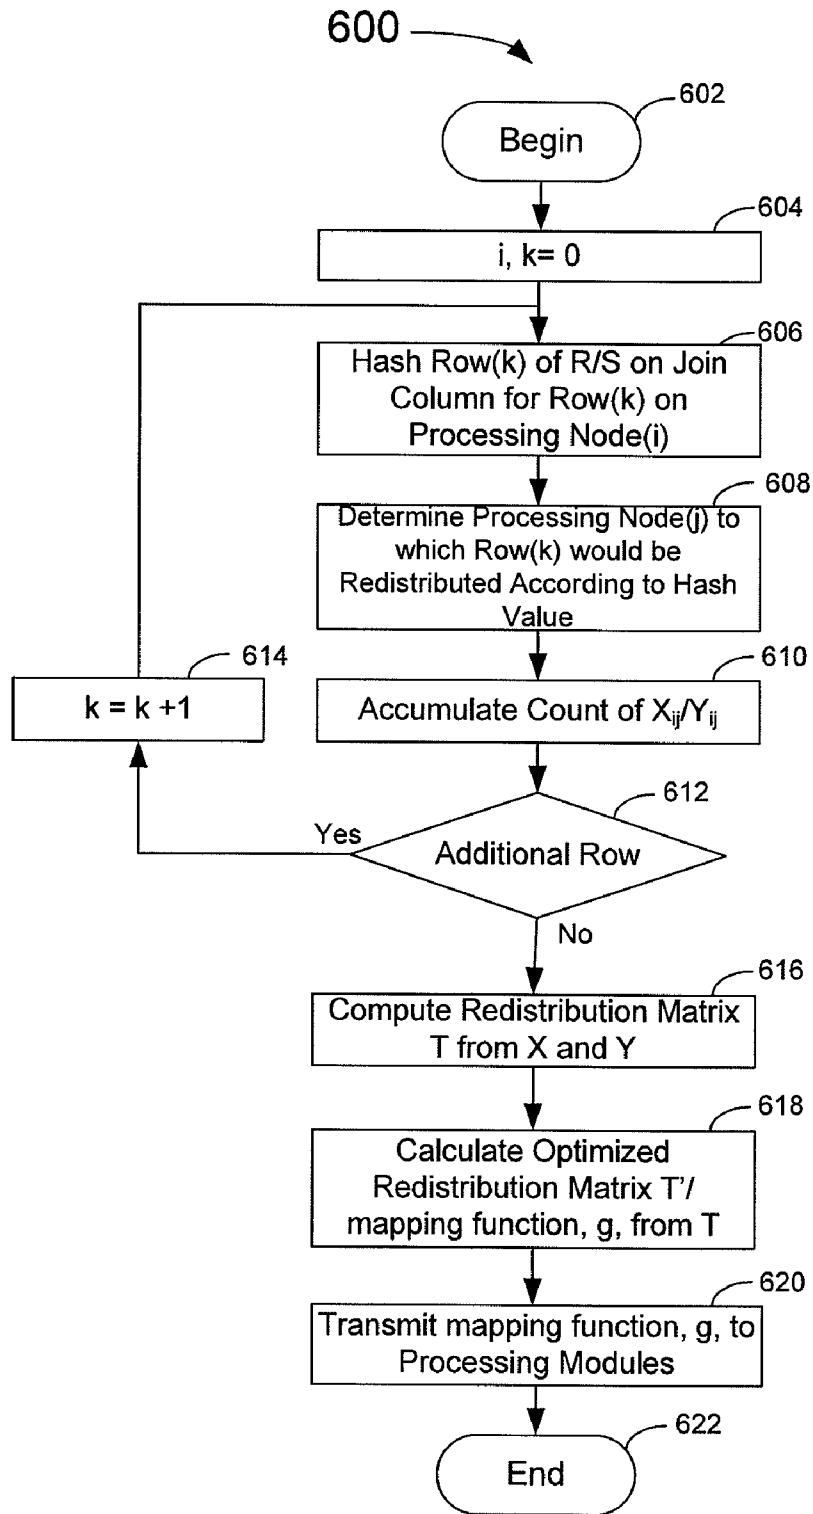 600
602
Begin
604
i, k= 0
606
Hash Row(k) of R/S on Join
Column for Row(k) on
Processing Node(i)
608
Determine Processing Node(j) to
which Row(k) would be
Redistributed According to Hash
Value
614
k = k +1
610
Accumulate Count of Xij/Yij
612
Yes
Additional Row
No
616
Compute Redistribution Matrix
T from X and Y
618
Calculate Optimized
Redistribution Matrix T'/
mapping function, g, from T
620
Transmit mapping function, g, to
Processing Modules
622
End